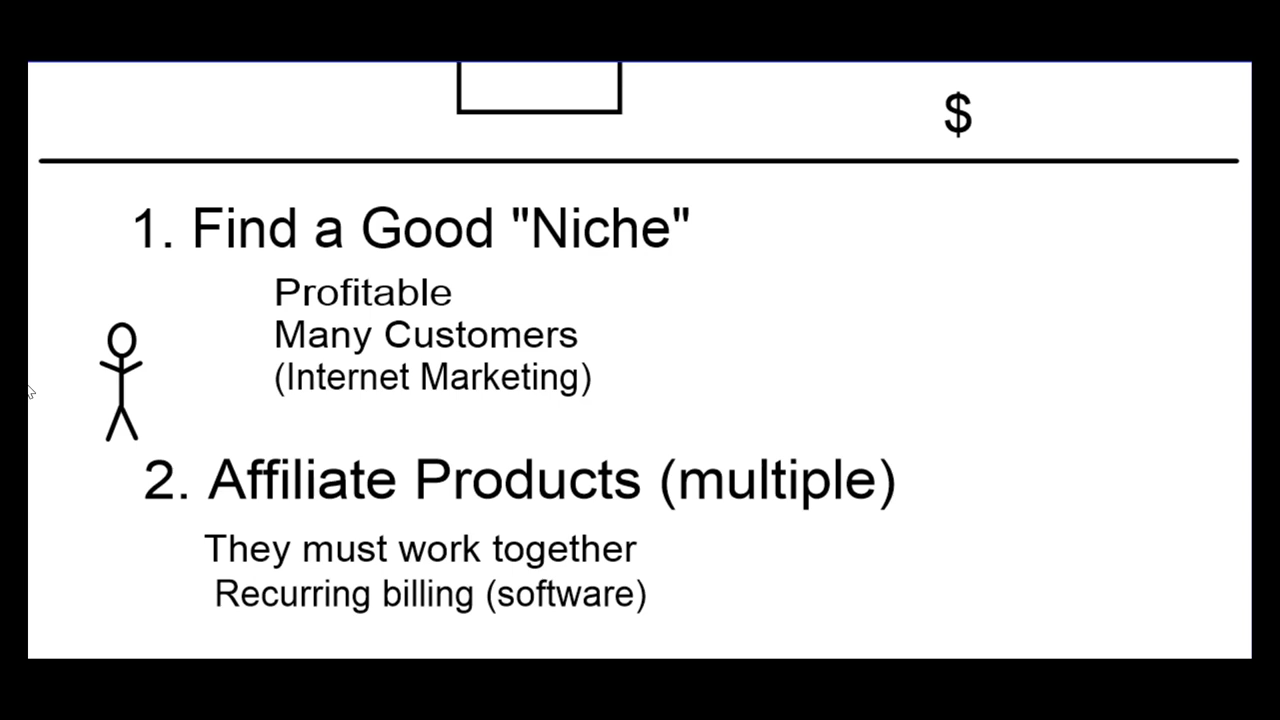 $
1. Find a Good "Niche"
Profitable
Many Customers
(Internet Marketing)
2. Affiliate Products (multiple)
They must work together
Recurring billing (software)